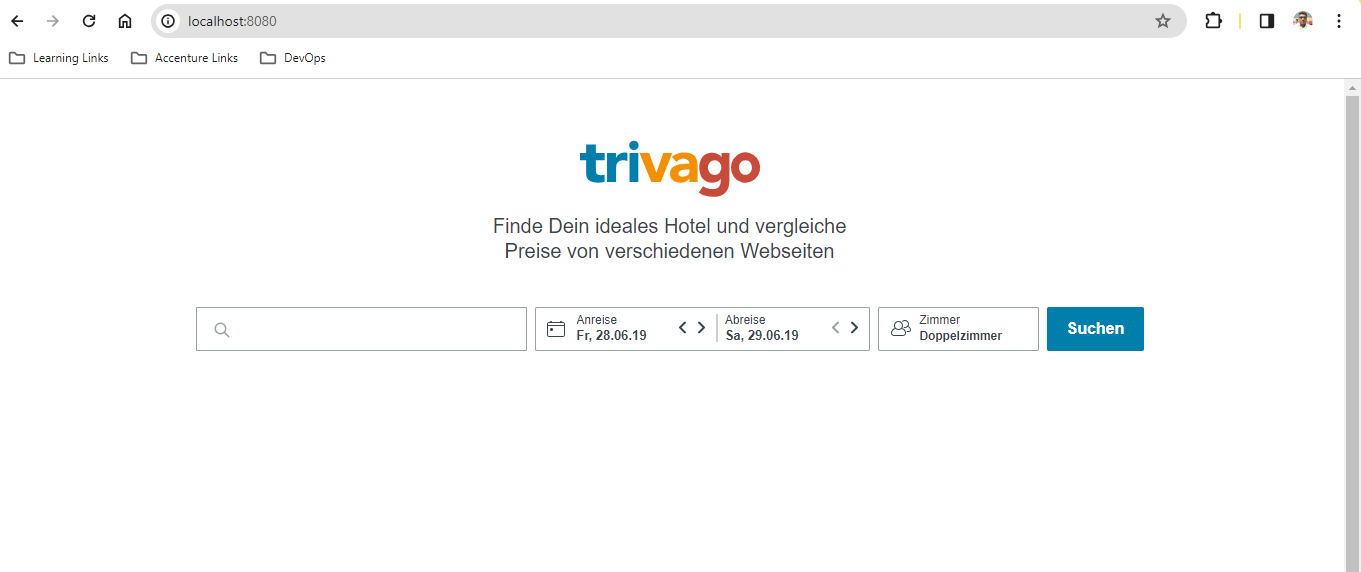 localhost:8080
Learning Links
Accenture Links
DevOps
trivago
Finde Dein ideales Hotel und vergleiche
Preise von verschiedenen Webseiten
Anreise
Fr, 28.06.19
Abreise
Sa, 29.06.19
Zimmer
Doppelzimmer
Suchen